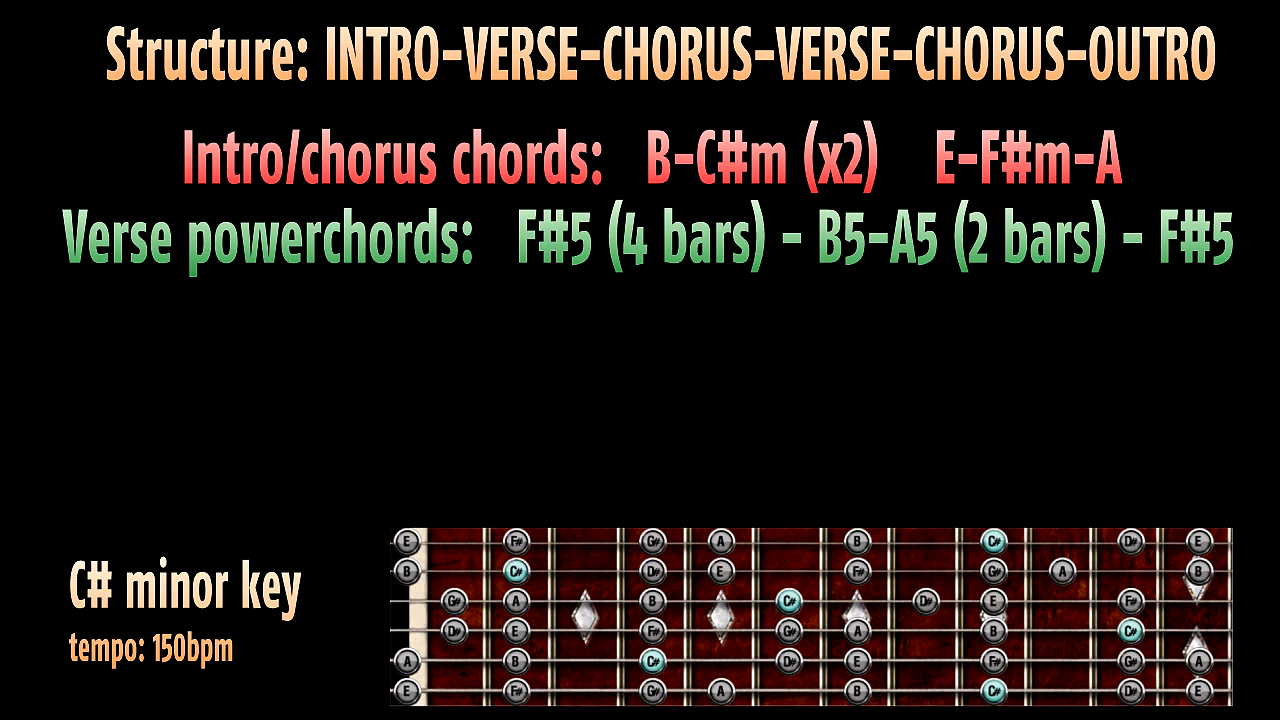 Structure: INTRO-VERSE-CHORUS-VERSE-CHORUS-OUTRO
Intro/chorus chords: B-C#m (x2) E-F#m-A
Verse powerchords: F#5 (4 bars) - B5-A5 (2 bars) - F#5
C# minor key
tempo: 150bpm
E F# G# A B C# D# E
B C# D# E F# G# A B
G# A B C# D# E F#
D# E F# G# A B C#
A B C# D# E F# G# A
E F# G# A B C# D# E